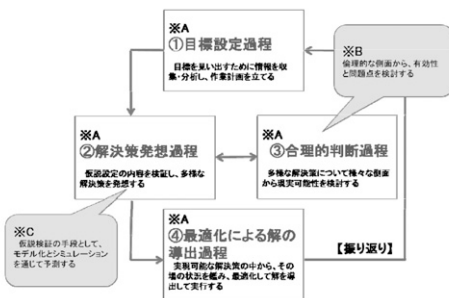 ※A
①目標設定過程
目標を見い出すために情報を収
集・分析し、作業計画を立てる
※B
倫理的な側面から、有効性
と問題点を検討する
※A
②解決策発想過程
仮説設定の内容を検証し、多様な
解決策を発想する
※A
③合理的判断過程
多様な解決策について種々な側面
から現実可能性を検討する
※C
仮説検証の手段として、
モデル化とシミュレーション
を通じて予測する
※A
④最適化による解の
導出過程
実現可能な解決策の中から、その
場の状況を鑑み、最適化して解を
導出して実行する
【振り返り】